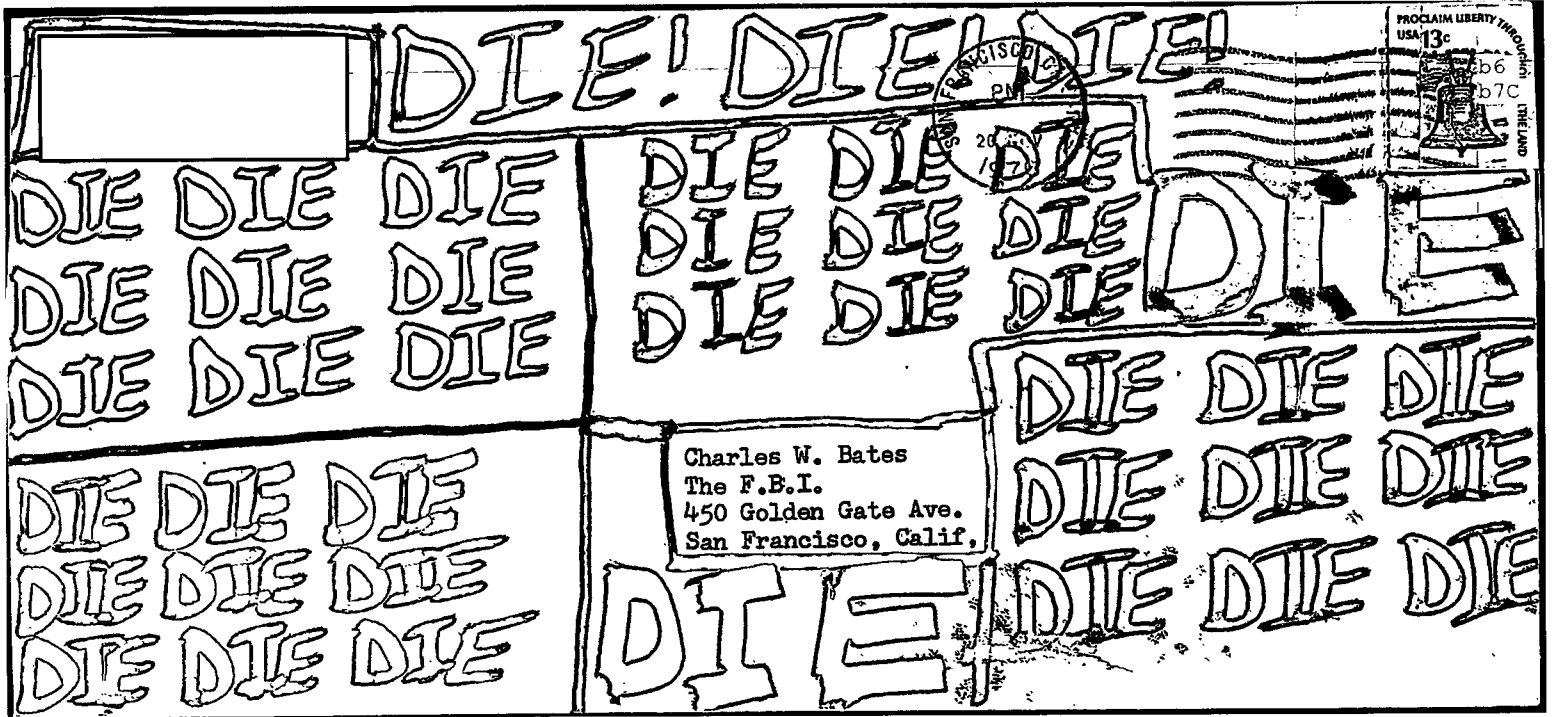 DIE! DIE! DIE!
PROCLAIM LIBERTY
USA 13c
b6
b7C
THE LAND
SAN FRANCISCO
PM
20
DIE DIE DIE
DIE DIE DIE
DIE DIE DIE
DIE DIE DIE
DIE DIE DIE
DIE DIE DIE
DIE
DIE DIE DIE
DIE DIE DIE
DIE DIE DIE
Charles W. Bates
The F.B.I.
450 Golden Gate Ave.
San Francisco, Calif,
DIE
DIE DIE DIE
DIE DIE DIE
DIE DIE DIE